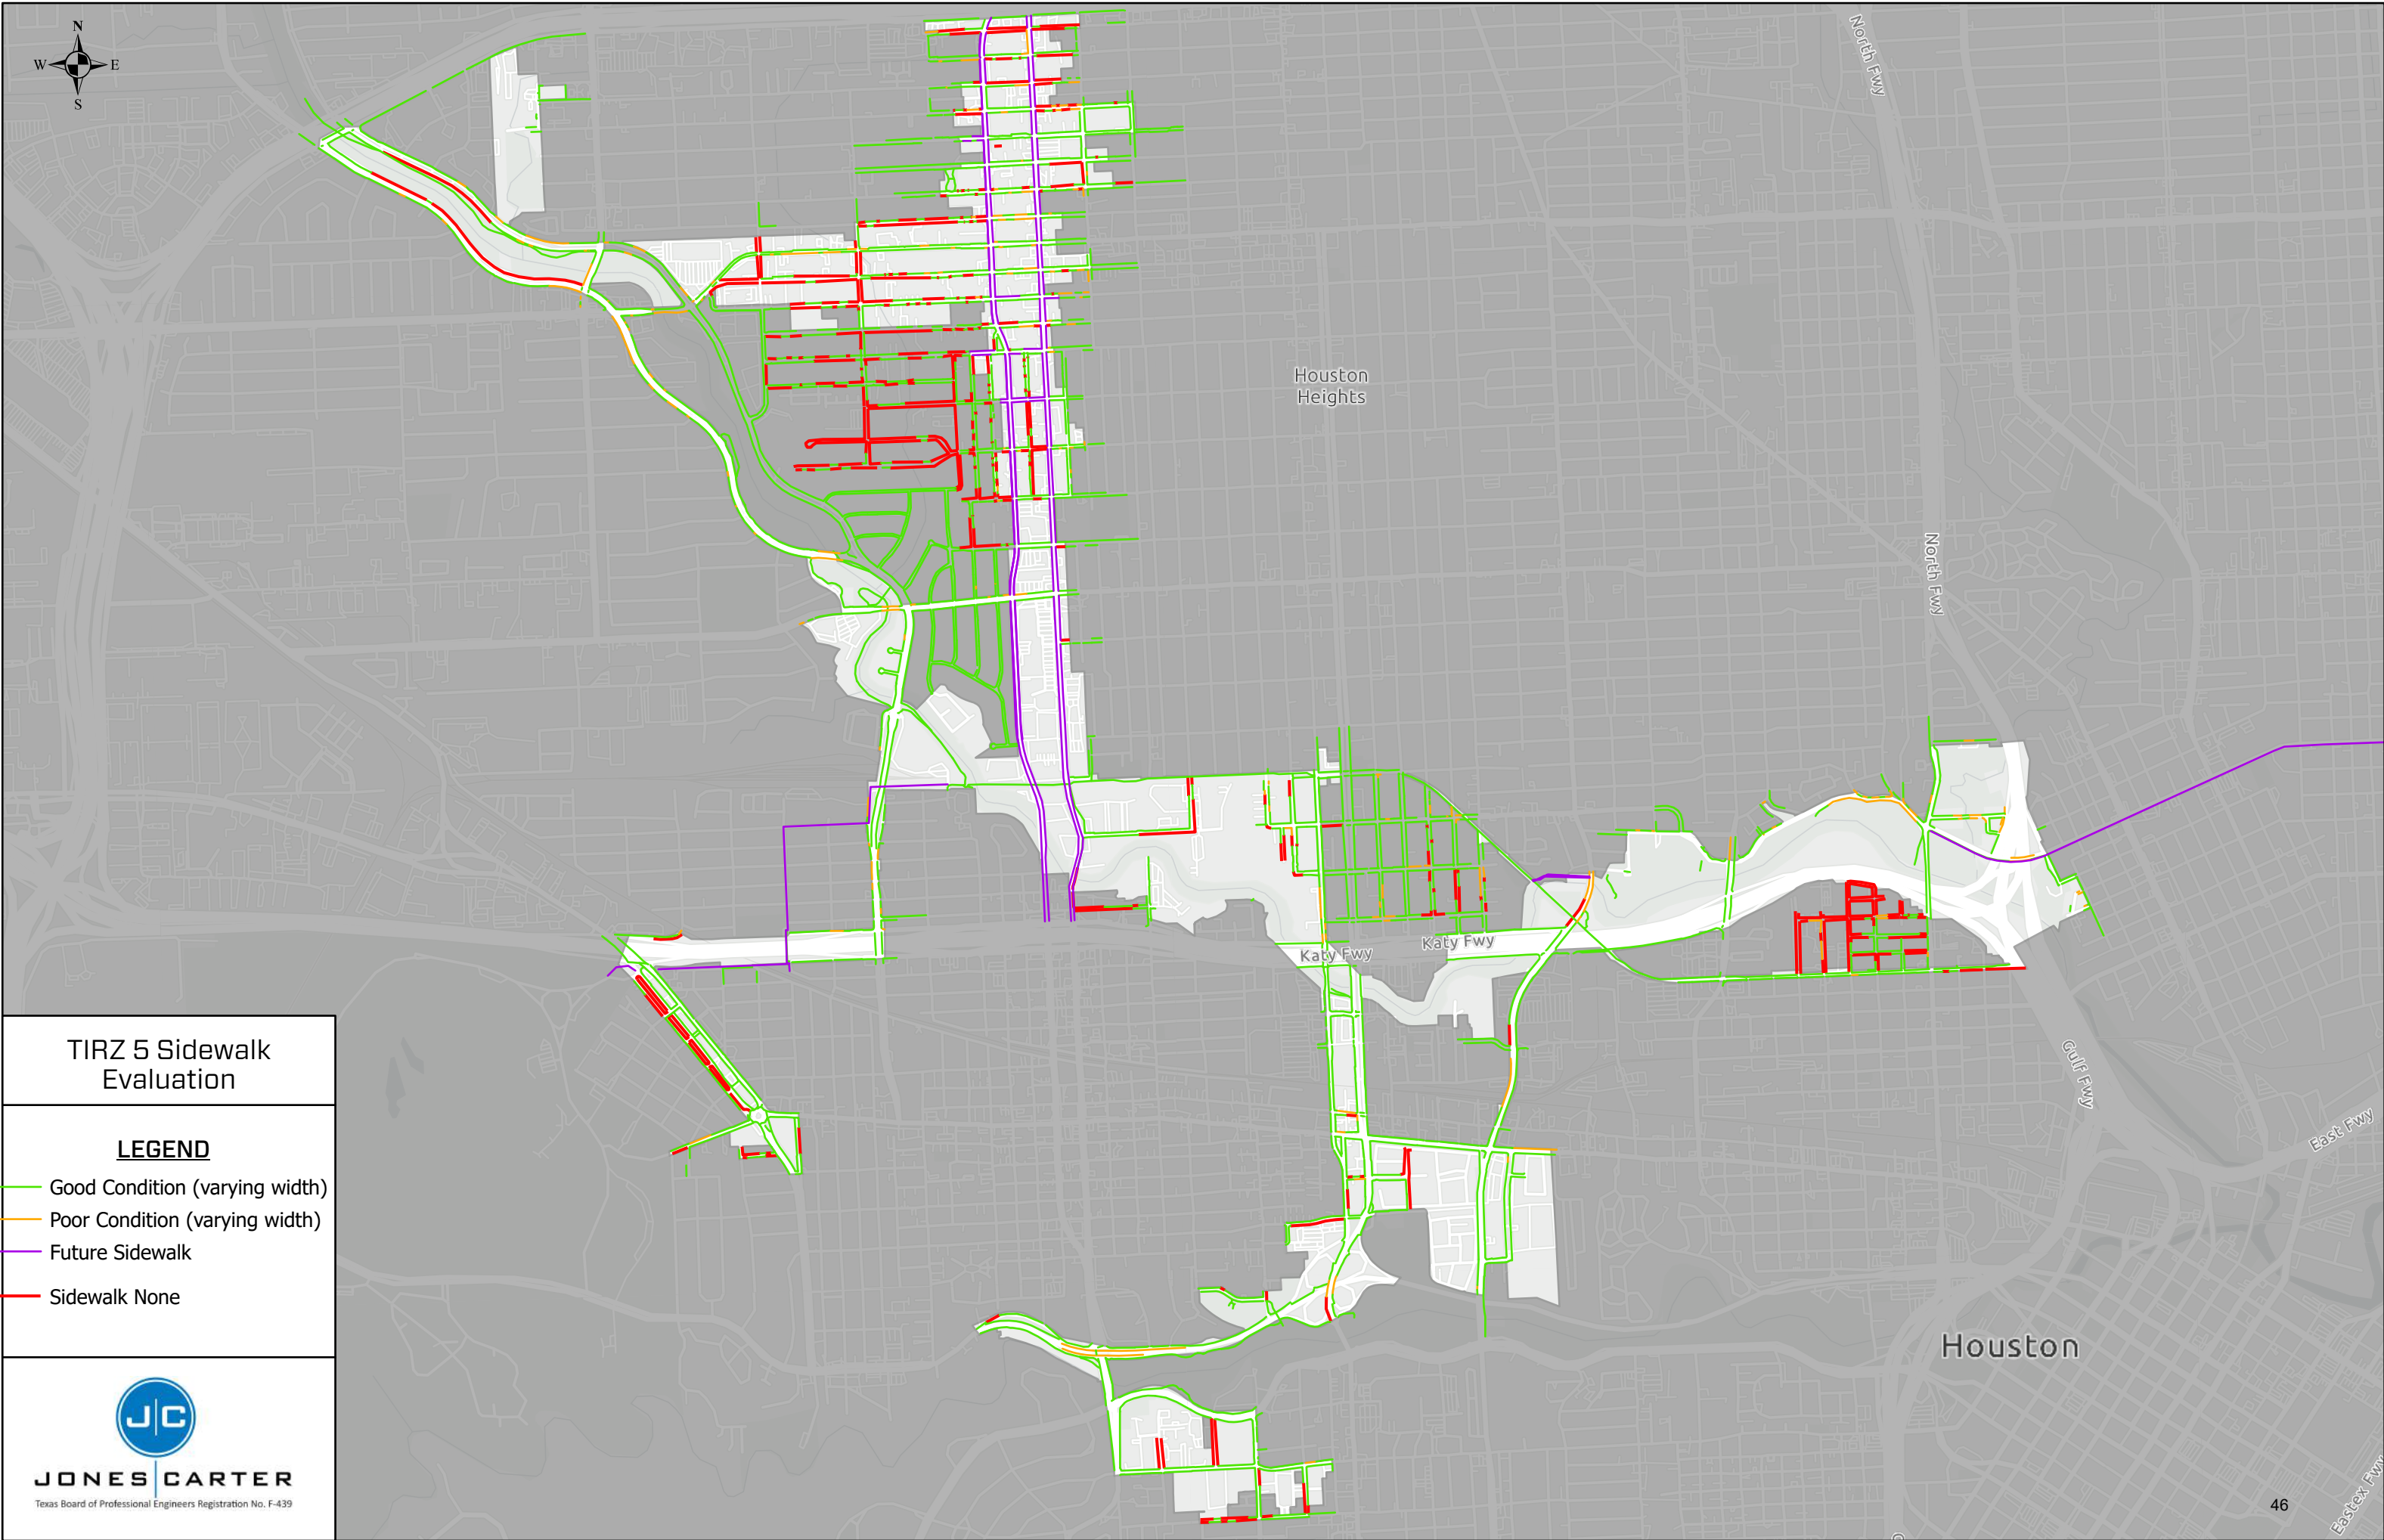 N
W E
S
North Fwy
Houston
Heights
North Fwy
Katy Fwy
Katy Fwy
Gulf Fwy
East Fwy
Houston
Eastex Fwy
TIRZ 5 Sidewalk
Evaluation
LEGEND
Good Condition (varying width)
Poor Condition (varying width)
Future Sidewalk
Sidewalk None
J|C
JONES|CARTER
Texas Board of Professional Engineers Registration No. F-439
46